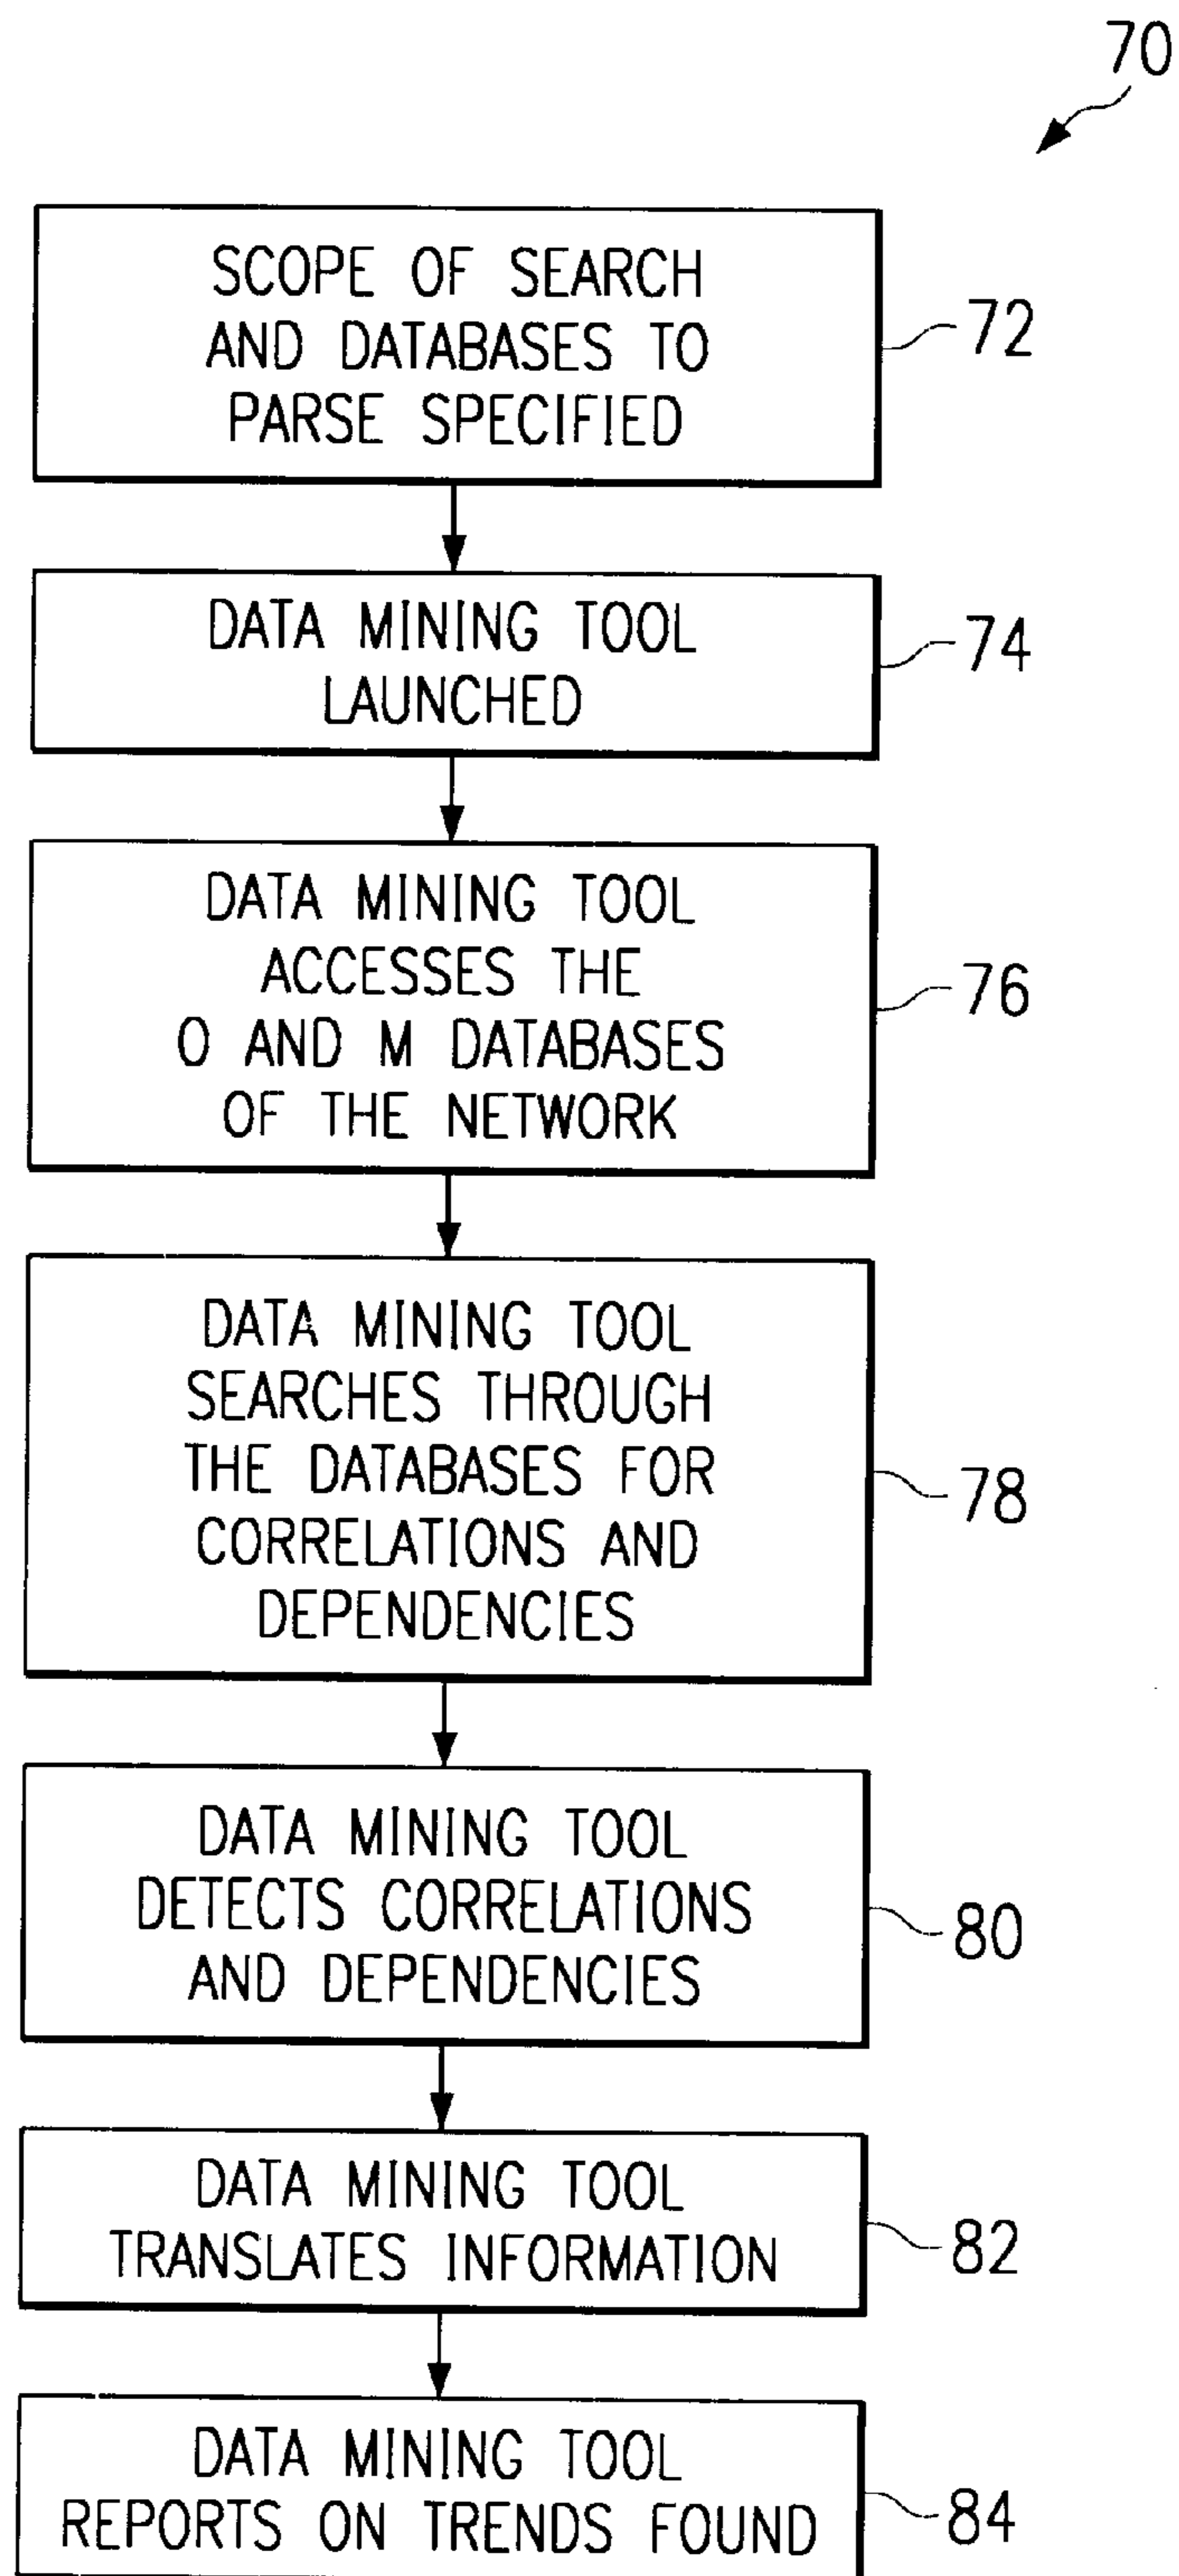 70
SCOPE OF SEARCH
AND DATABASES TO
PARSE SPECIFIED
72
DATA MINING TOOL
LAUNCHED
74
DATA MINING TOOL
ACCESSES THE
O AND M DATABASES
OF THE NETWORK
76
DATA MINING TOOL
SEARCHES THROUGH
THE DATABASES FOR
CORRELATIONS AND
DEPENDENCIES
78
DATA MINING TOOL
DETECTS CORRELATIONS
AND DEPENDENCIES
80
DATA MINING TOOL
TRANSLATES INFORMATION
82
DATA MINING TOOL
REPORTS ON TRENDS FOUND
84